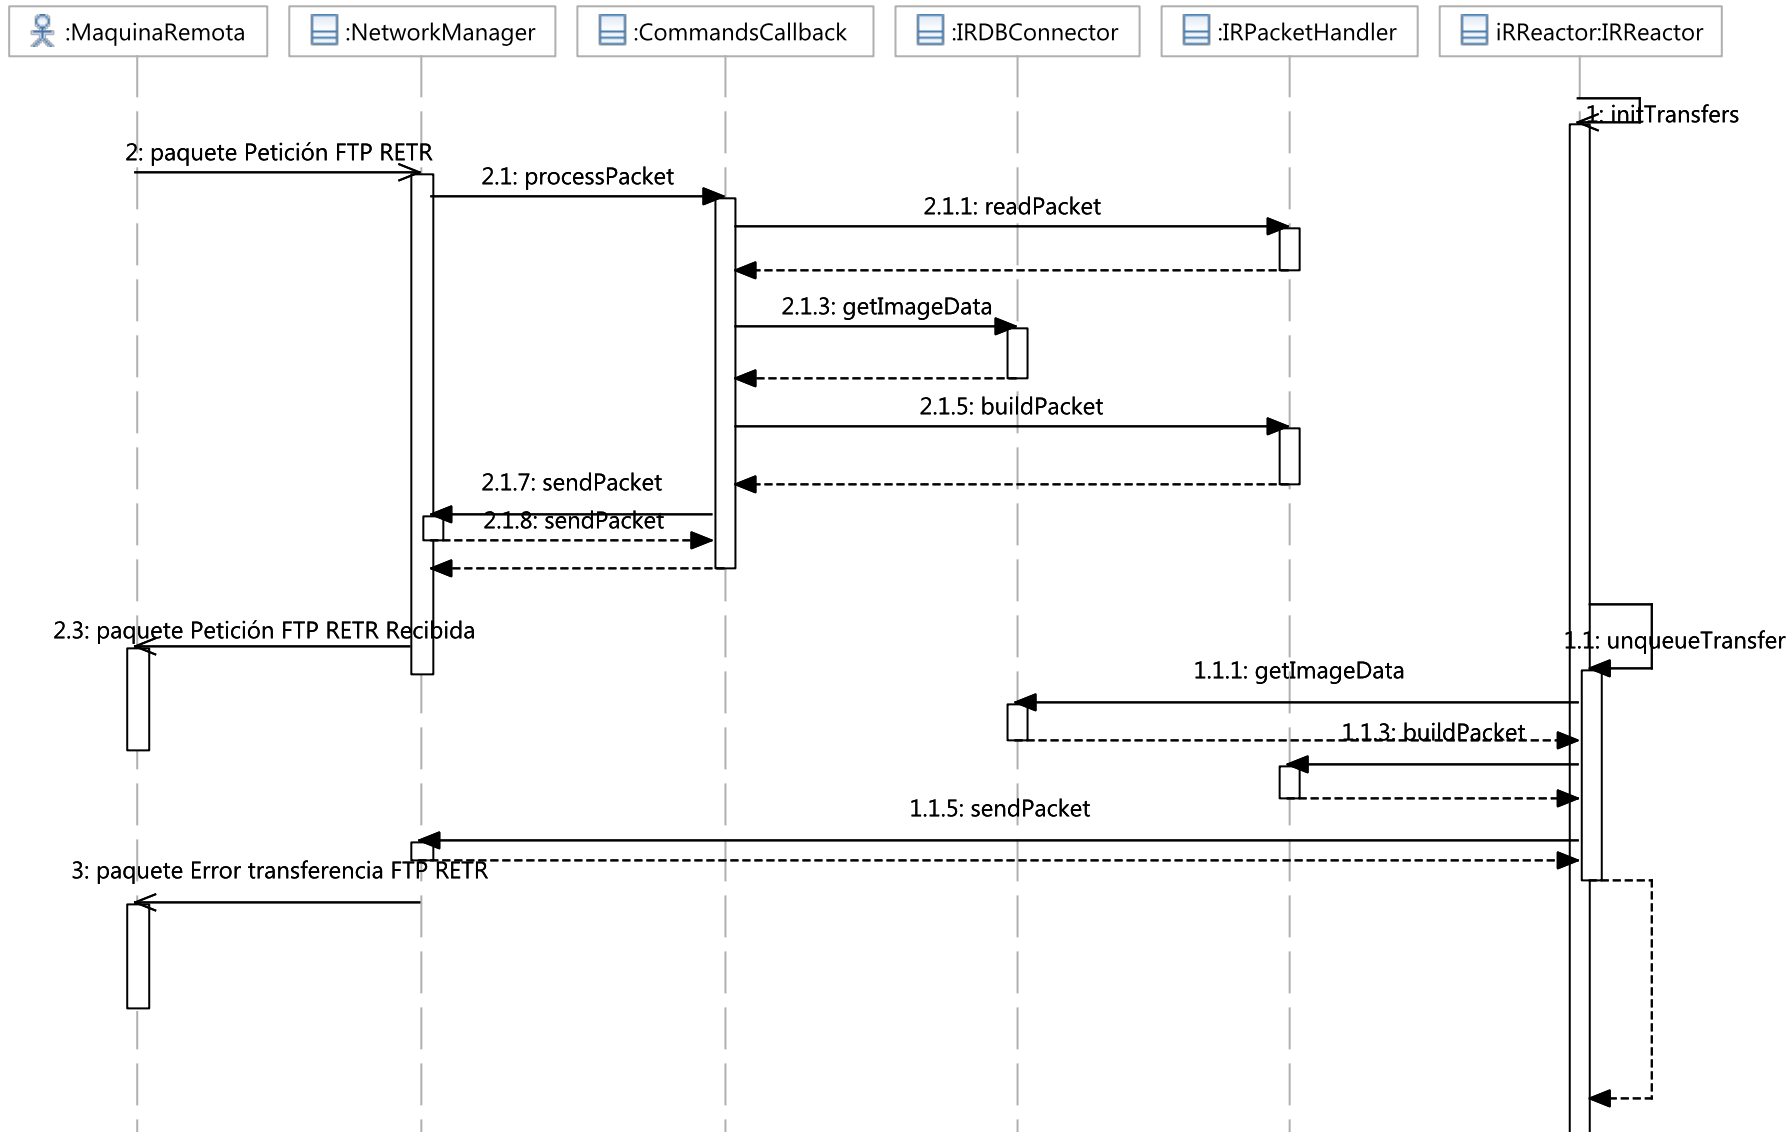 :MaquinaRemota
:NetworkManager
:CommandsCallback
:IRDBConnector
:IRPacketHandler
iRReactor:IRReactor
1: initTransfers
2: paquete Petición FTP RETR
2.1: processPacket
2.1.1: readPacket
2.1.3: getImageData
2.1.5: buildPacket
2.1.7: sendPacket
2.1.8: sendPacket
2.3: paquete Petición FTP RETR Recibida
1.1: unqueueTransfer
1.1.1: getImageData
1.1.3: buildPacket
1.1.5: sendPacket
3: paquete Error transferencia FTP RETR